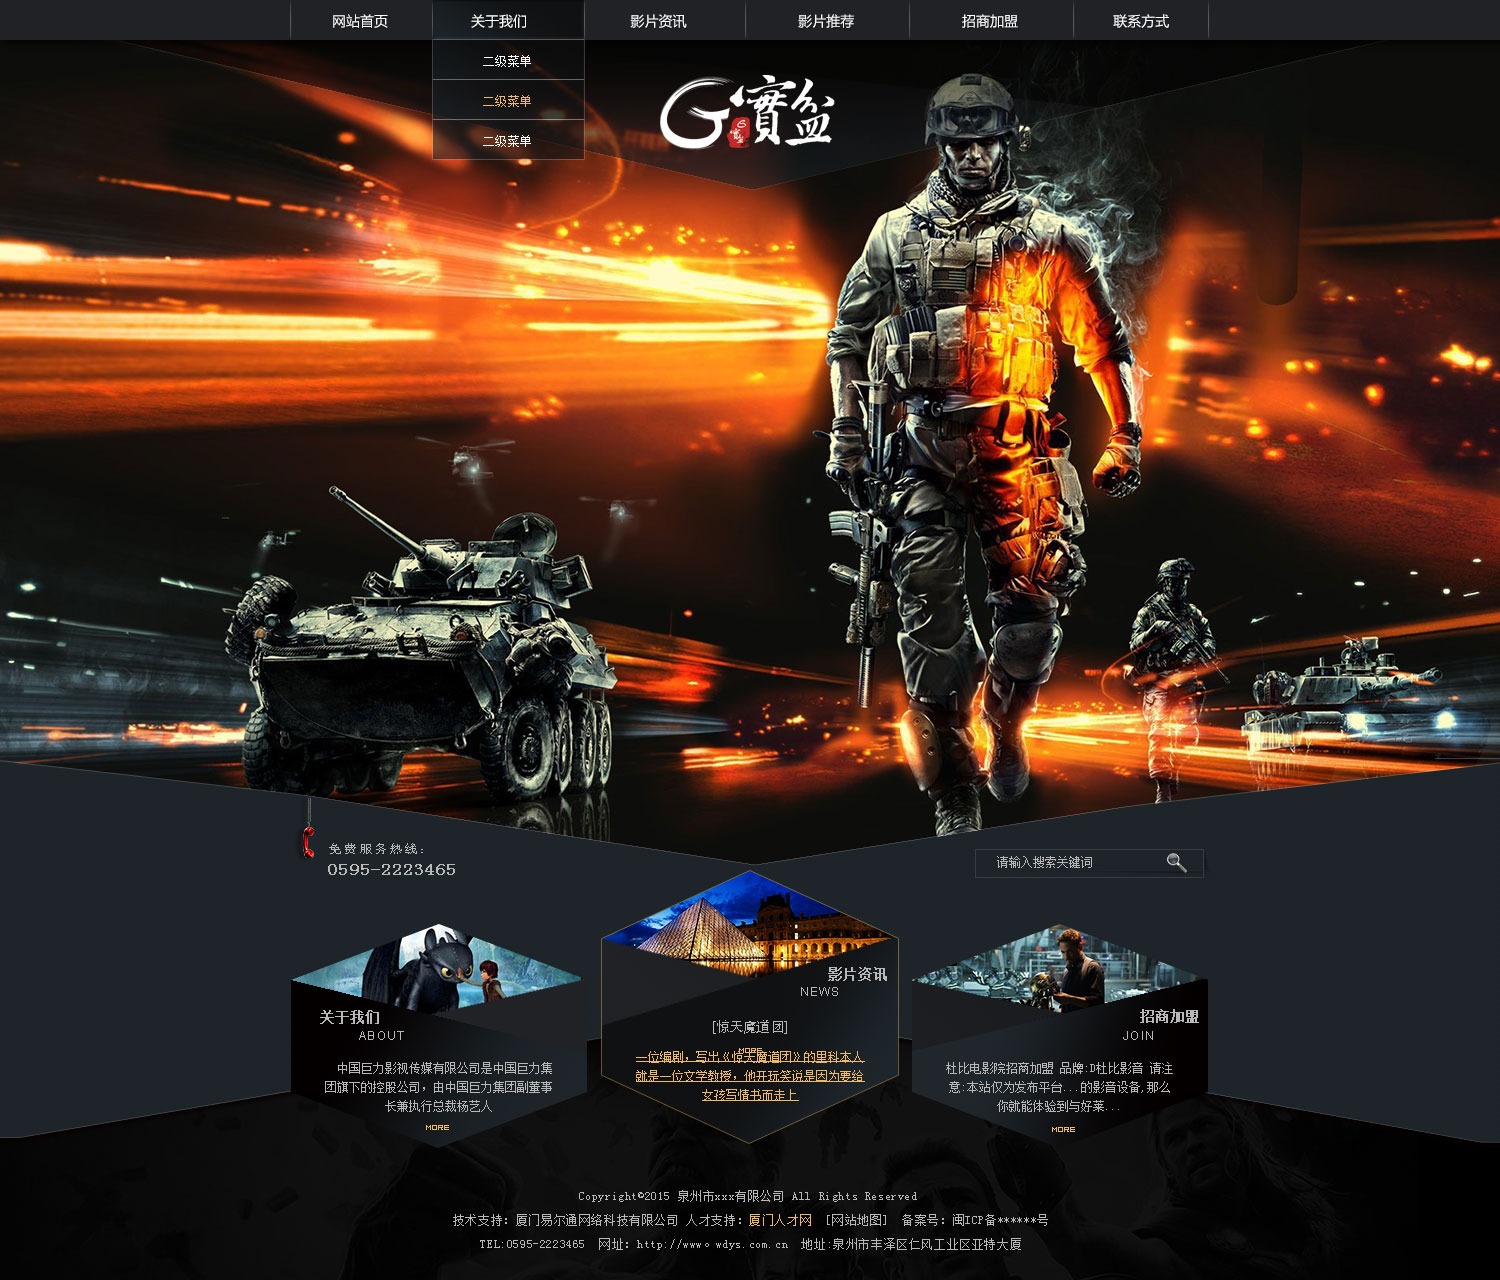 网站首页 关于我们 影片资讯 影片推荐 招商加盟 联系方式
二级菜单
二级菜单
二级菜单
寶盆
免费服务热线:
0595-2223465
请输入搜索关键词
影片资讯
NEWS
[惊天魔道团]
MORE
一位编剧，写出《惊天魔道团》的里科本人
就是一位文学教授，他开玩笑说是因为要给
女孩写情书而走上
关于我们
ABOUT
中国巨力影视传媒有限公司是中国巨力集
团旗下的控股公司，由中国巨力集团副董事
长兼执行总裁杨艺人
MORE
招商加盟
JOIN
杜比电影院招商加盟 品牌:D杜比影音 请注
意:本站仅为发布平台...的影音设备,那么
你就能体验到与好莱...
MORE
Copyright©2015 泉州市xxx有限公司 All Rights Reserved
技术支持: 厦门易尔通网络科技有限公司 人才支持: 厦门人才网 [网站地图] 备案号: 闽ICP备******号
TEL:0595-2223465 网址: http://www。wdys.com.cn 地址:泉州市丰泽区仁风工业区亚特大厦